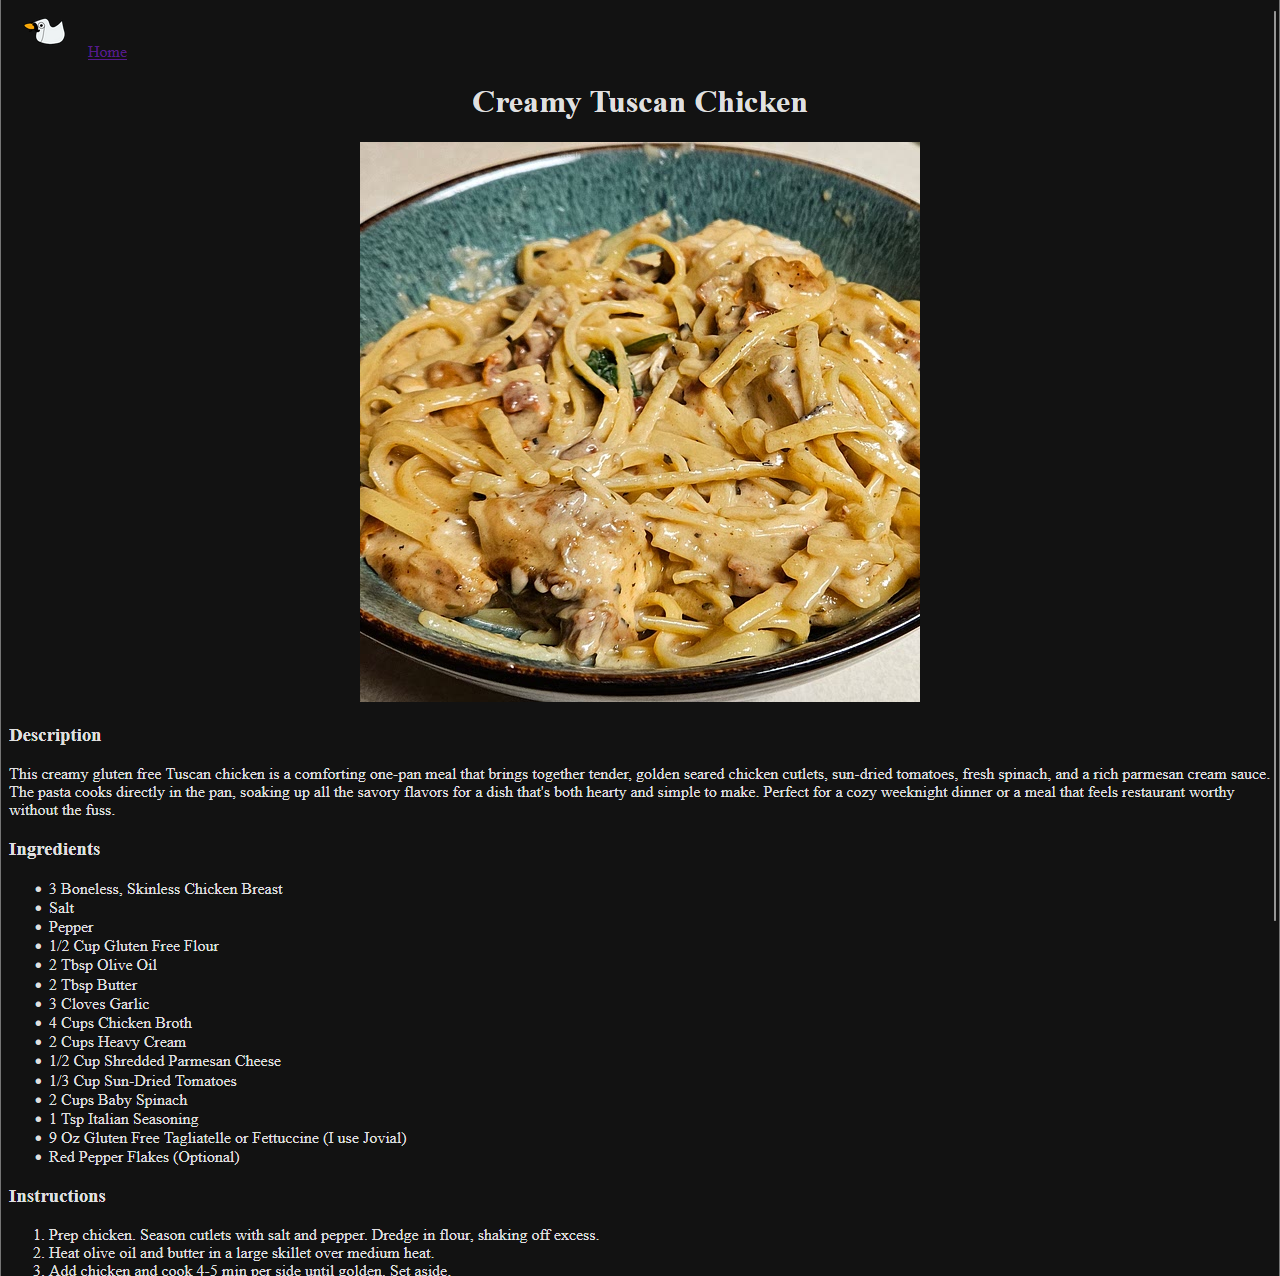 Home
Creamy Tuscan Chicken
Description
This creamy gluten free Tuscan chicken is a comforting one-pan meal that brings together tender, golden seared chicken cutlets, sun-dried tomatoes, fresh spinach, and a rich parmesan cream sauce.
The pasta cooks directly in the pan, soaking up all the savory flavors for a dish that's both hearty and simple to make. Perfect for a cozy weeknight dinner or a meal that feels restaurant worthy
without the fuss.
Ingredients
• 3 Boneless, Skinless Chicken Breast
• Salt
• Pepper
• 1/2 Cup Gluten Free Flour
• 2 Tbsp Olive Oil
• 2 Tbsp Butter
• 3 Cloves Garlic
• 4 Cups Chicken Broth
• 2 Cups Heavy Cream
• 1/2 Cup Shredded Parmesan Cheese
• 1/3 Cup Sun-Dried Tomatoes
• 2 Cups Baby Spinach
• 1 Tsp Italian Seasoning
• 9 Oz Gluten Free Tagliatelle or Fettuccine (I use Jovial)
• Red Pepper Flakes (Optional)
Instructions
1. Prep chicken. Season cutlets with salt and pepper. Dredge in flour, shaking off excess.
2. Heat olive oil and butter in a large skillet over medium heat.
3. Add chicken and cook 4-5 min per side until golden. Set aside.